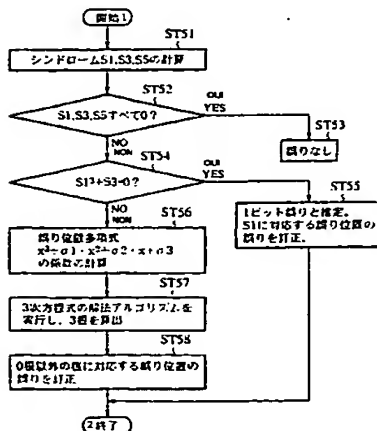 開始1
ST51
シンドロームS1,S3,S5の計算
ST52
S1,S3,S5すべて0?
OUI
YES
ST53
誤りなし
NO
NON
ST54
S1³+S3=0?
OUI
YES
ST55
1ビット誤りと推定。
S1に対応する誤り位置の
誤りを訂正。
NO
NON
ST56
誤り位置多項式
x³+σ1・x²+σ2・x+σ3
の係数の計算
ST57
3次方程式の解法アルゴリズムを
実行し、3根を算出
ST58
0根以外の根に対応する誤り位置の
誤りを訂正
2終了